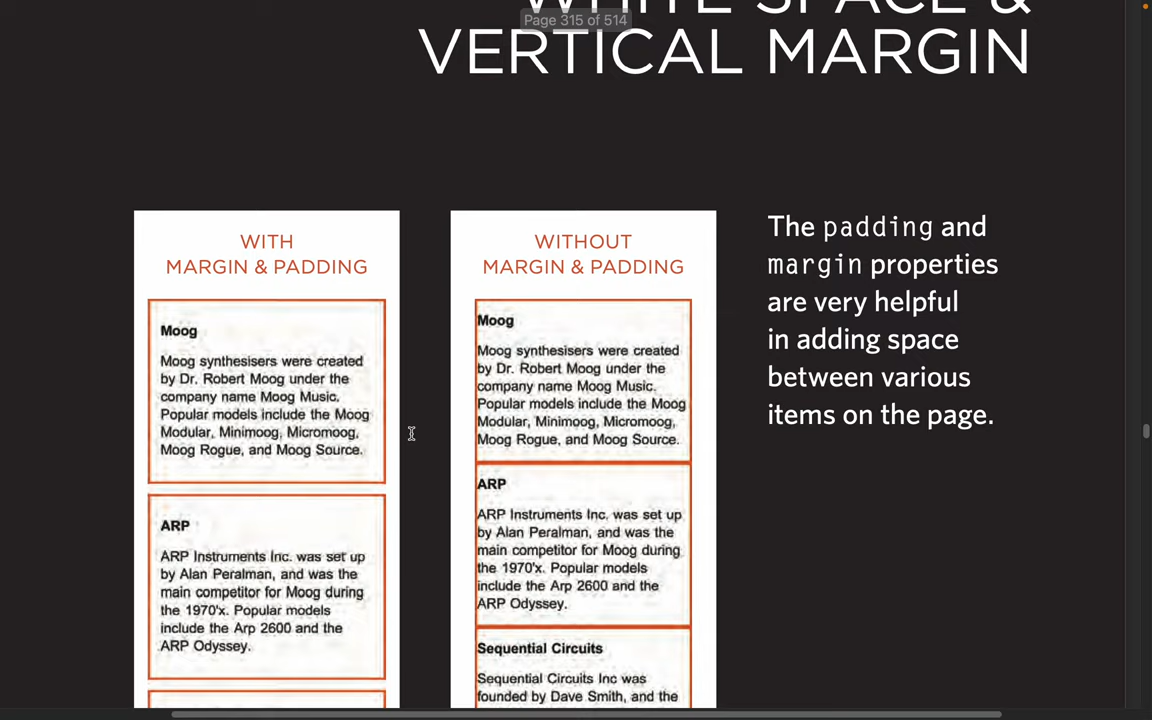 Page 315 of 514
WHITE SPACE &
VERTICAL MARGIN
WITH
MARGIN & PADDING
Moog
Moog synthesisers were created
by Dr. Robert Moog under the
company name Moog Music.
Popular models include the Moog
Modular, Minimoog, Micromoog,
Moog Rogue, and Moog Source.
ARP
ARP Instruments Inc. was set up
by Alan Peralman, and was the
main competitor for Moog during
the 1970'x. Popular models
include the Arp 2600 and the
ARP Odyssey.
WITHOUT
MARGIN & PADDING
Moog
Moog synthesisers were created
by Dr. Robert Moog under the
company name Moog Music.
Popular models include the Moog
Modular, Minimoog, Micromoog,
Moog Rogue, and Moog Source.
ARP
ARP Instruments Inc. was set up
by Alan Peralman, and was the
main competitor for Moog during
the 1970'x. Popular models
include the Arp 2600 and the
ARP Odyssey.
Sequential Circuits
Sequential Circuits Inc was
founded by Dave Smith, and the
The padding and
margin properties
are very helpful
in adding space
between various
items on the page.